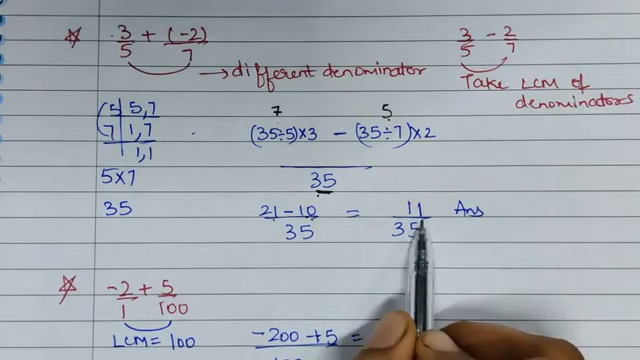 3/5 + (-2)/7
3/5 - 2/7
→ different denominator
Take LCM of
denominators
5 | 5,7
7 | 1,7
1,1
5×7
35
7 5
(35÷5)×3 - (35÷7)×2
35
21-10/35 = 11/35 Ans
-2/1 + 5/100
LCM = 100
-200 + 5 =